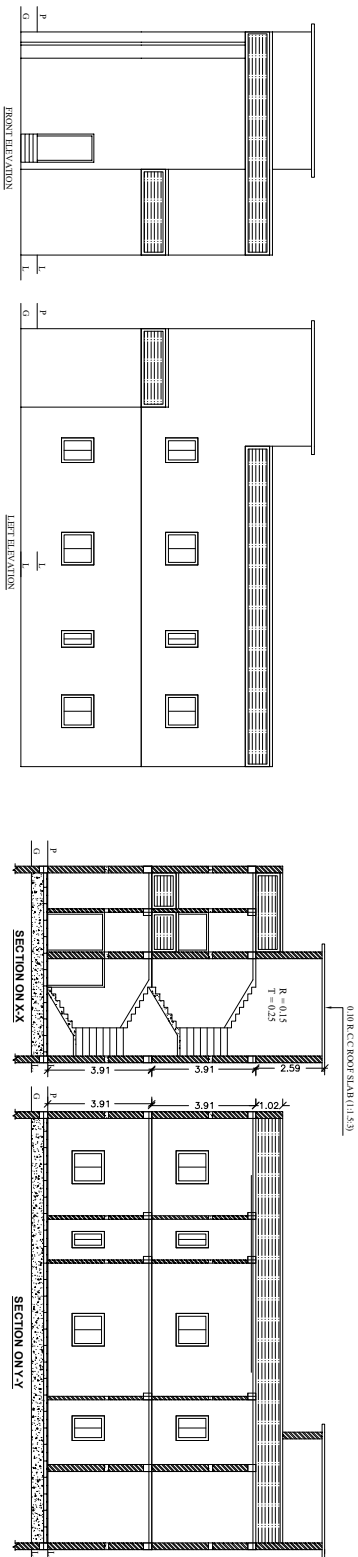 P
G
L
L
FRONT ELEVATION
P
G
L
L
LEFT ELEVATION
0.10 R.C.C ROOF SLAB (1:1.5:3)
R = 0.15
T = 0.25
2.59
3.91
3.91
P
G
SECTION ON X-X
1.02
3.91
3.91
P
G
SECTION ON Y-Y